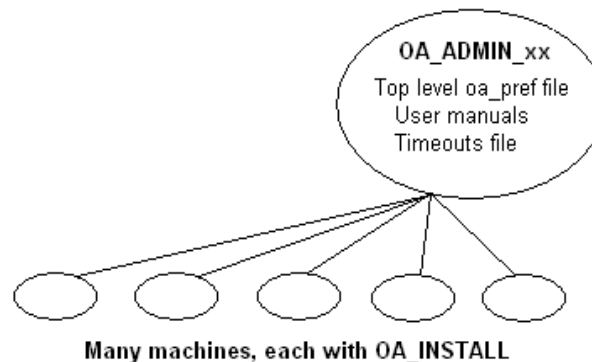 OA_ADMIN_xx
Top level oa_pref file
User manuals
Timeouts file
Many machines, each with OA_INSTALL